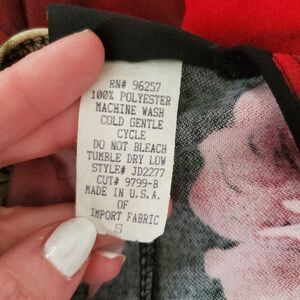 RN# 96257
100% POLYESTER
MACHINE WASH
COLD GENTLE
CYCLE
DO NOT BLEACH
TUMBLE DRY LOW
STYLE# JD2277
CUT# 9799-8
MADE IN U.S.A.
OF
IMPORT FABRIC
S